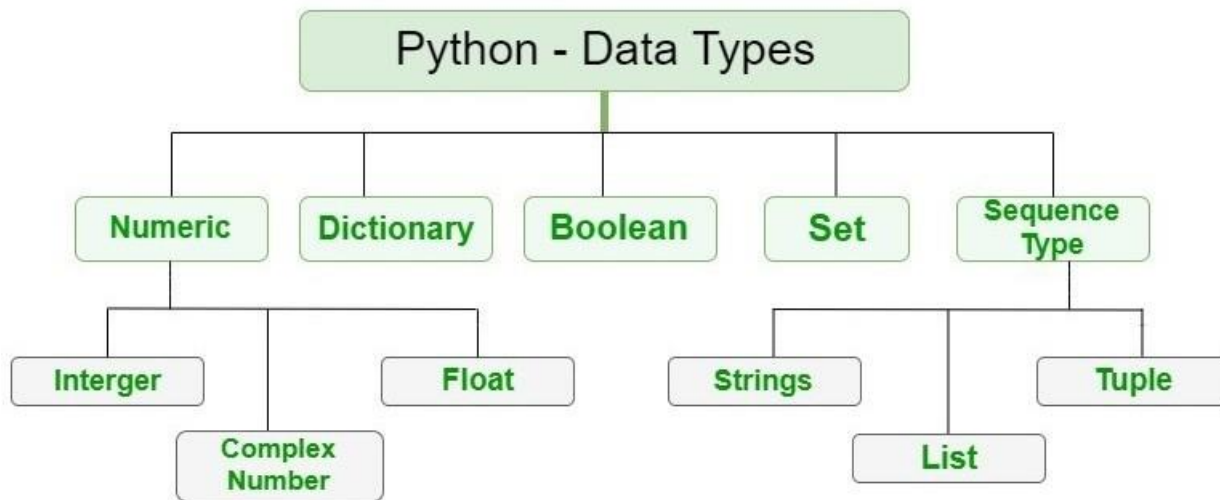 Python - Data Types
Numeric
Dictionary
Boolean
Set
Sequence
Type
Interger
Float
Strings
Tuple
Complex
Number
List